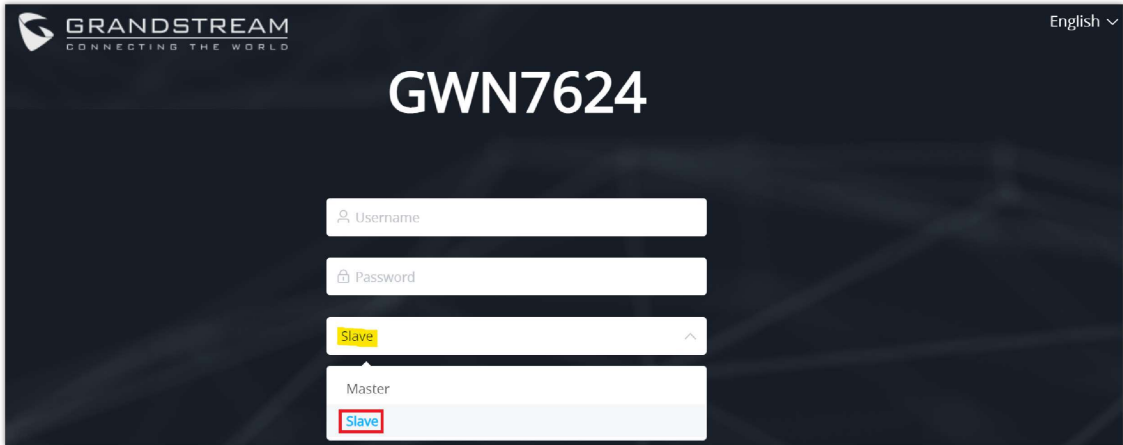 GRANDSTREAM
CONNECTING THE WORLD
English
GWN7624
Username
Password
Slave
Master
Slave